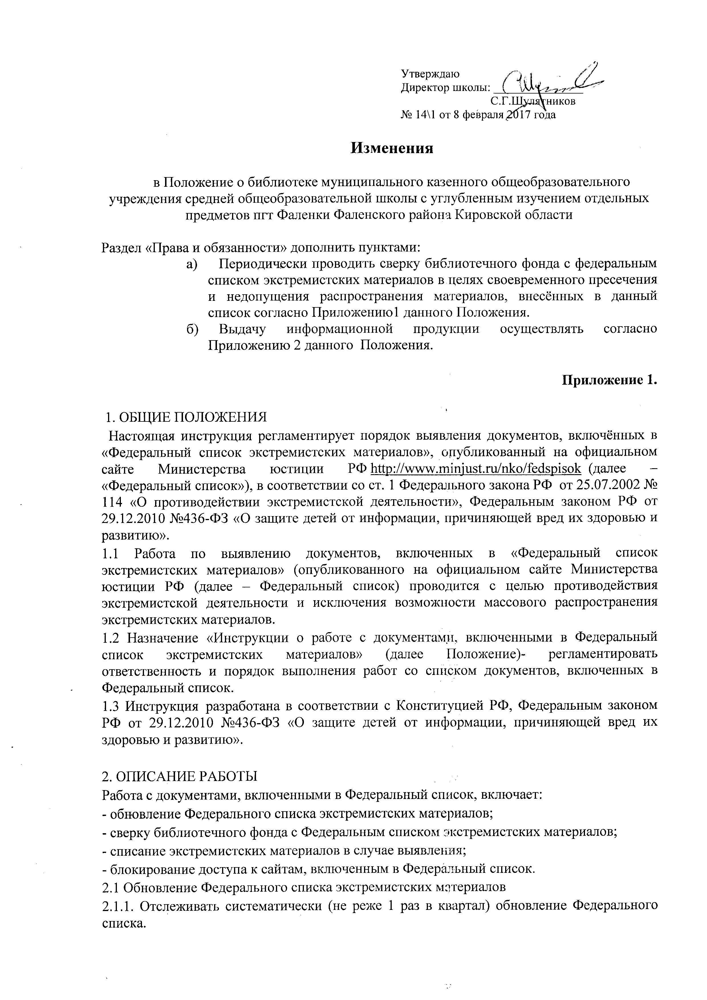 Утверждаю
Директор школы:
С.Г.Шулятников
№ 14\1 от 8 февраля 2017 года
Изменения
в Положение о библиотеке муниципального казенного общеобразовательного
учреждения средней общеобразовательной школы с углубленным изучением отдельных
предметов пгт Фаленки Фаленского района Кировской области
Раздел «Права и обязанности» дополнить пунктами:
а) Периодически проводить сверку библиотечного фонда с федеральным
списком экстремистских материалов в целях своевременного пресечения
и недопущения распространения материалов, внесённых в данный
список согласно Приложению1 данного Положения.
б) Выдачу информационной продукции осуществлять согласно
Приложению 2 данного Положения.
Приложение 1.
1. ОБЩИЕ ПОЛОЖЕНИЯ
Настоящая инструкция регламентирует порядок выявления документов, включённых в
«Федеральный список экстремистских материалов», опубликованный на официальном
сайте Министерства юстиции РФ http://www.minjust.ru/nko/fedspisok (далее –
«Федеральный список»), в соответствии со ст. 1 Федерального закона РФ от 25.07.2002 №
114 «О противодействии экстремистской деятельности», Федеральным законом РФ от
29.12.2010 №436-ФЗ «О защите детей от информации, причиняющей вред их здоровью и
развитию».
1.1 Работа по выявлению документов, включенных в «Федеральный список
экстремистских материалов» (опубликованного на официальном сайте Министерства
юстиции РФ (далее – Федеральный список) проводится с целью противодействия
экстремистской деятельности и исключения возможности массового распространения
экстремистских материалов.
1.2 Назначение «Инструкции о работе с документами, включенными в Федеральный
список экстремистских материалов» (далее Положение)- регламентировать
ответственность и порядок выполнения работ со списком документов, включенных в
Федеральный список.
1.3 Инструкция разработана в соответствии с Конституцией РФ, Федеральным законом
РФ от 29.12.2010 №436-ФЗ «О защите детей от информации, причиняющей вред их
здоровью и развитию».
2. ОПИСАНИЕ РАБОТЫ
Работа с документами, включенными в Федеральный список, включает:
- обновление Федерального списка экстремистских материалов;
- сверку библиотечного фонда с Федеральным списком экстремистских материалов;
- списание экстремистских материалов в случае выявления;
- блокирование доступа к сайтам, включенным в Федеральный список.
2.1 Обновление Федерального списка экстремистских материалов
2.1.1. Отслеживать систематически (не реже 1 раз в квартал) обновление Федерального
списка.